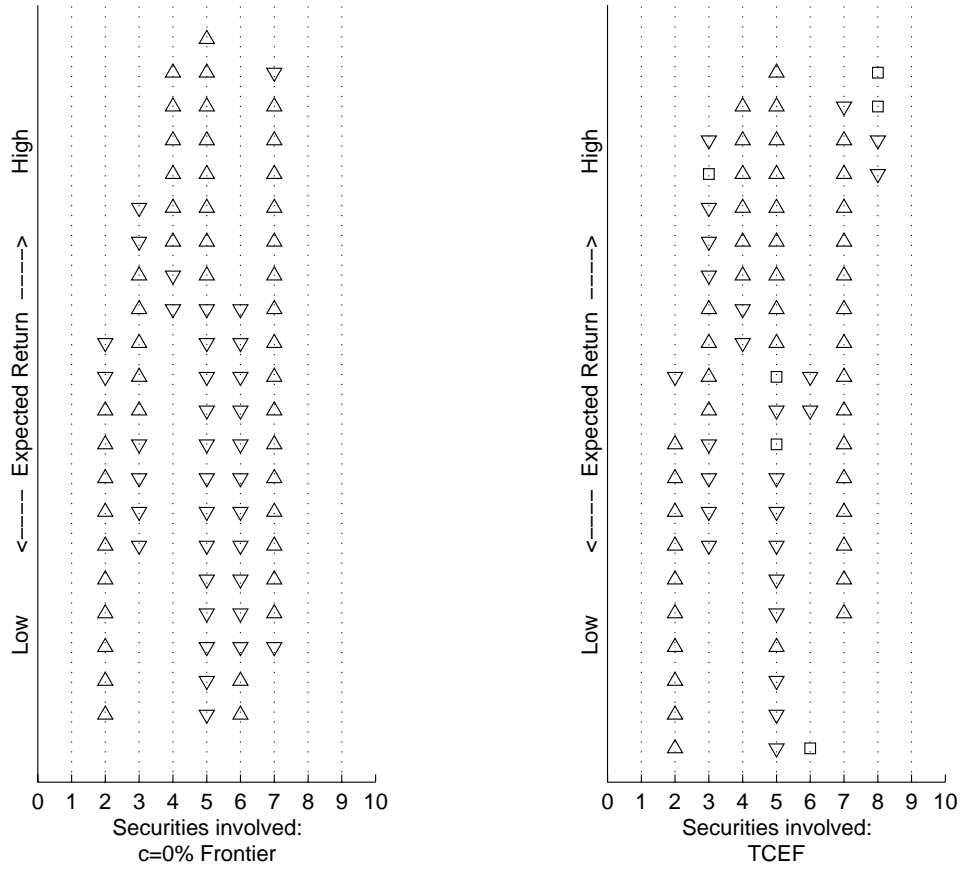 Low <----- Expected Return -----> High
0 1 2 3 4 5 6 7 8 9 10
Securities involved:
c=0% Frontier
Low <----- Expected Return -----> High
0 1 2 3 4 5 6 7 8 9 10
Securities involved:
TCEF